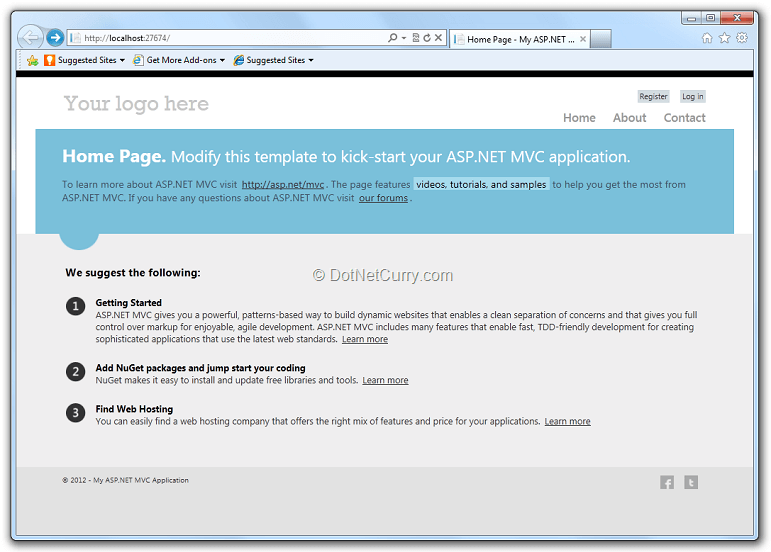 http://localhost:27674/
Home Page - My ASP.NET ...
Suggested Sites
Get More Add-ons
Suggested Sites
Your logo here
Register
Log in
Home
About
Contact
Home Page. Modify this template to kick-start your ASP.NET MVC application.
To learn more about ASP.NET MVC visit http://asp.net/mvc. The page features videos, tutorials, and samples to help you get the most from
ASP.NET MVC. If you have any questions about ASP.NET MVC visit our forums.
We suggest the following:
© DotNetCurry.com
1 Getting Started
ASP.NET MVC gives you a powerful, patterns-based way to build dynamic websites that enables a clean separation of concerns and that gives you full
control over markup for enjoyable, agile development. ASP.NET MVC includes many features that enable fast, TDD-friendly development for creating
sophisticated applications that use the latest web standards. Learn more
2 Add NuGet packages and jump start your coding
NuGet makes it easy to install and update free libraries and tools. Learn more
3 Find Web Hosting
You can easily find a web hosting company that offers the right mix of features and price for your applications. Learn more
© 2012 - My ASP.NET MVC Application